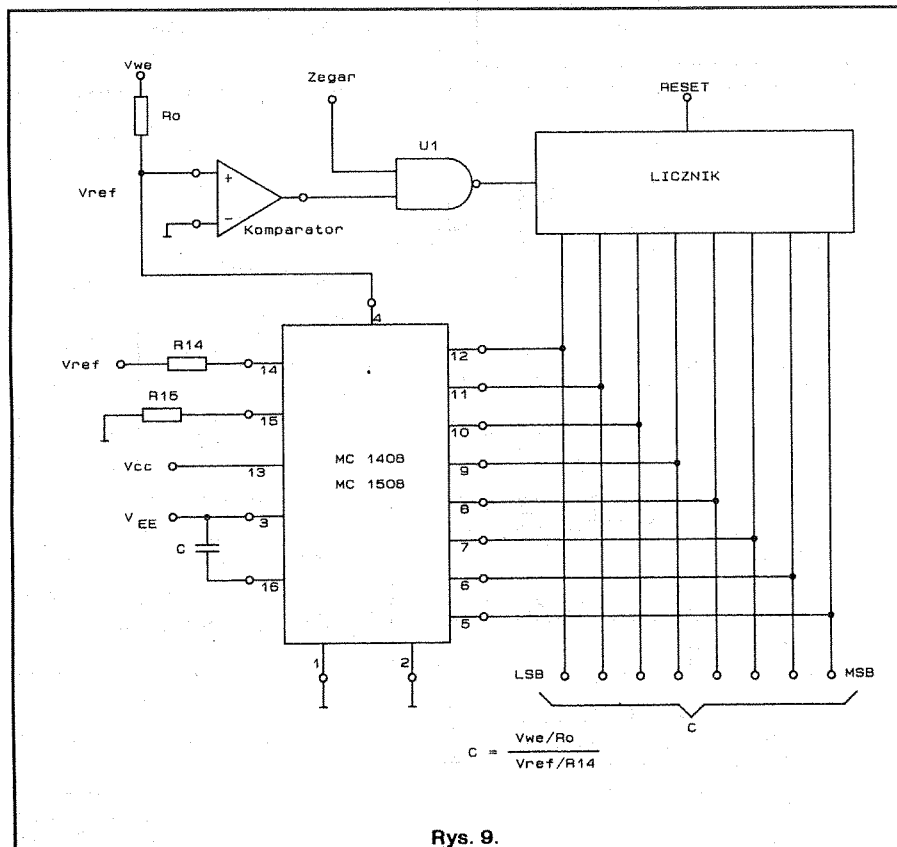 Vwe
Ro
Zegar
RESET
U1
LICZNIK
Vref
+
-
Komparator
4
Vref
R14
14
12
R15
15
11
10
Vcc
13
MC 1408
MC 1508
9
8
VEE
3
7
C
16
6
5
1
2
LSB
MSB
C
C = Vwe/Ro
Vref/R14
Rys. 9.